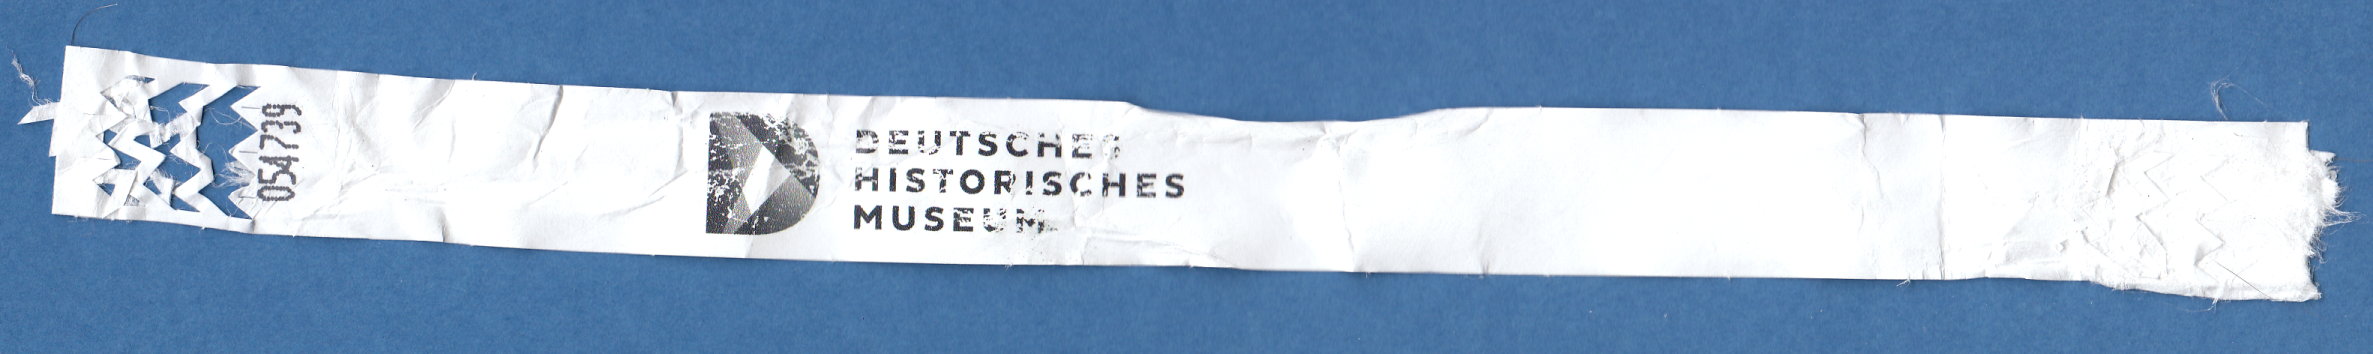 054739
DEUTSCHES
HISTORISCHES
MUSEUM